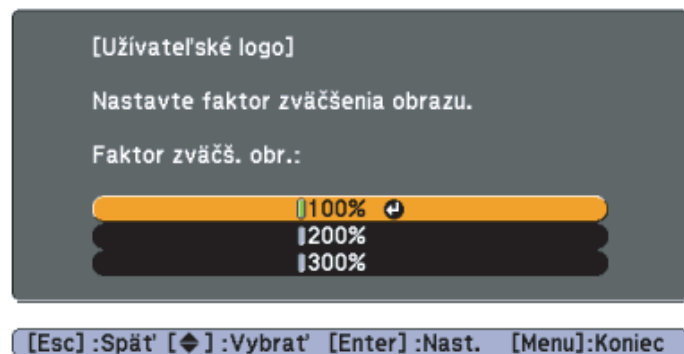 [Užívateľské logo]
Nastavte faktor zväčšenia obrazu.
Faktor zväčš. obr.:
100%
200%
300%
[Esc]:Späť [◆]:Vybrať [Enter]:Nast. [Menu]:Koniec